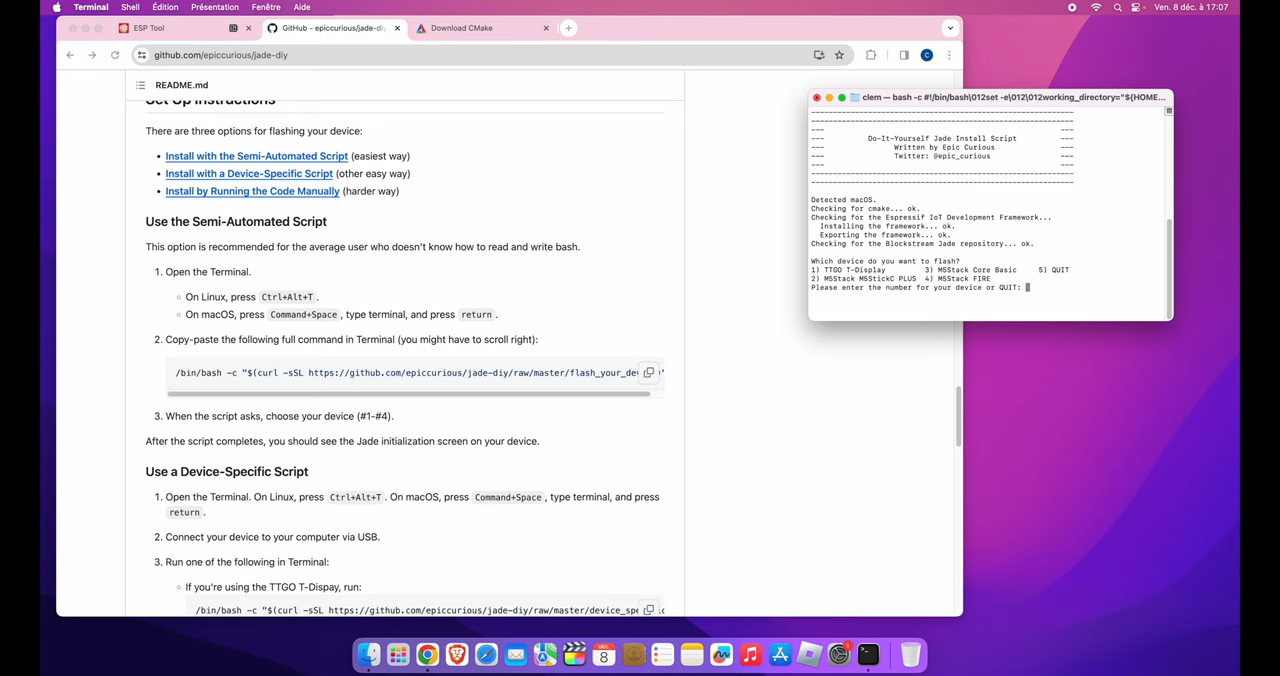 Terminal Shell Édition Présentation Fenêtre Aide Ven. 8 déc. à 17:07
ESP Tool GitHub - epiccurious/jade-di Download CMake
github.com/epiccurious/jade-diy C
README.md
Set Up Instructions
There are three options for flashing your device:
• Install with the Semi-Automated Script (easiest way)
• Install with a Device-Specific Script (other easy way)
• Install by Running the Code Manually (harder way)
Use the Semi-Automated Script
This option is recommended for the average user who doesn't know how to read and write bash.
1. Open the Terminal.
On Linux, press Ctrl+Alt+T.
On macOS, press Command+Space, type terminal, and press return.
2. Copy-paste the following full command in Terminal (you might have to scroll right):
/bin/bash -c "$(curl -sSL https://github.com/epiccurious/jade-diy/raw/master/flash_your_dev
3. When the script asks, choose your device (#1-#4).
After the script completes, you should see the Jade initialization screen on your device.
Use a Device-Specific Script
1. Open the Terminal. On Linux, press Ctrl+Alt+T. On macOS, press Command+Space, type terminal, and press
return.
2. Connect your device to your computer via USB.
3. Run one of the following in Terminal:
If you're using the TTGO T-Dispay, run:
/bin/bash -c "$(curl -sSL https://github.com/epiccurious/jade-diy/raw/master/device_spe
clem — bash -c #!/bin/bash\012set -e\012\012working_directory="${HOME...
------------------------------------------------------------
------------------------------------------------------------
--- ---
--- Do-It-Yourself Jade Install Script ---
--- Written by Epic Curious ---
--- Twitter: @epic_curious ---
--- ---
------------------------------------------------------------
------------------------------------------------------------
Detected macOS.
Checking for cmake... ok.
Checking for the Espressif IoT Development Framework...
Installing the framework... ok.
Exporting the framework... ok.
Checking for the Blockstream Jade repository... ok.
Which device do you want to flash?
1) TTGO T-Display 3) M5Stack Core Basic 5) QUIT
2) M5Stack M5StickC PLUS 4) M5Stack FIRE
Please enter the number for your device or QUIT:
DÉC
8
1